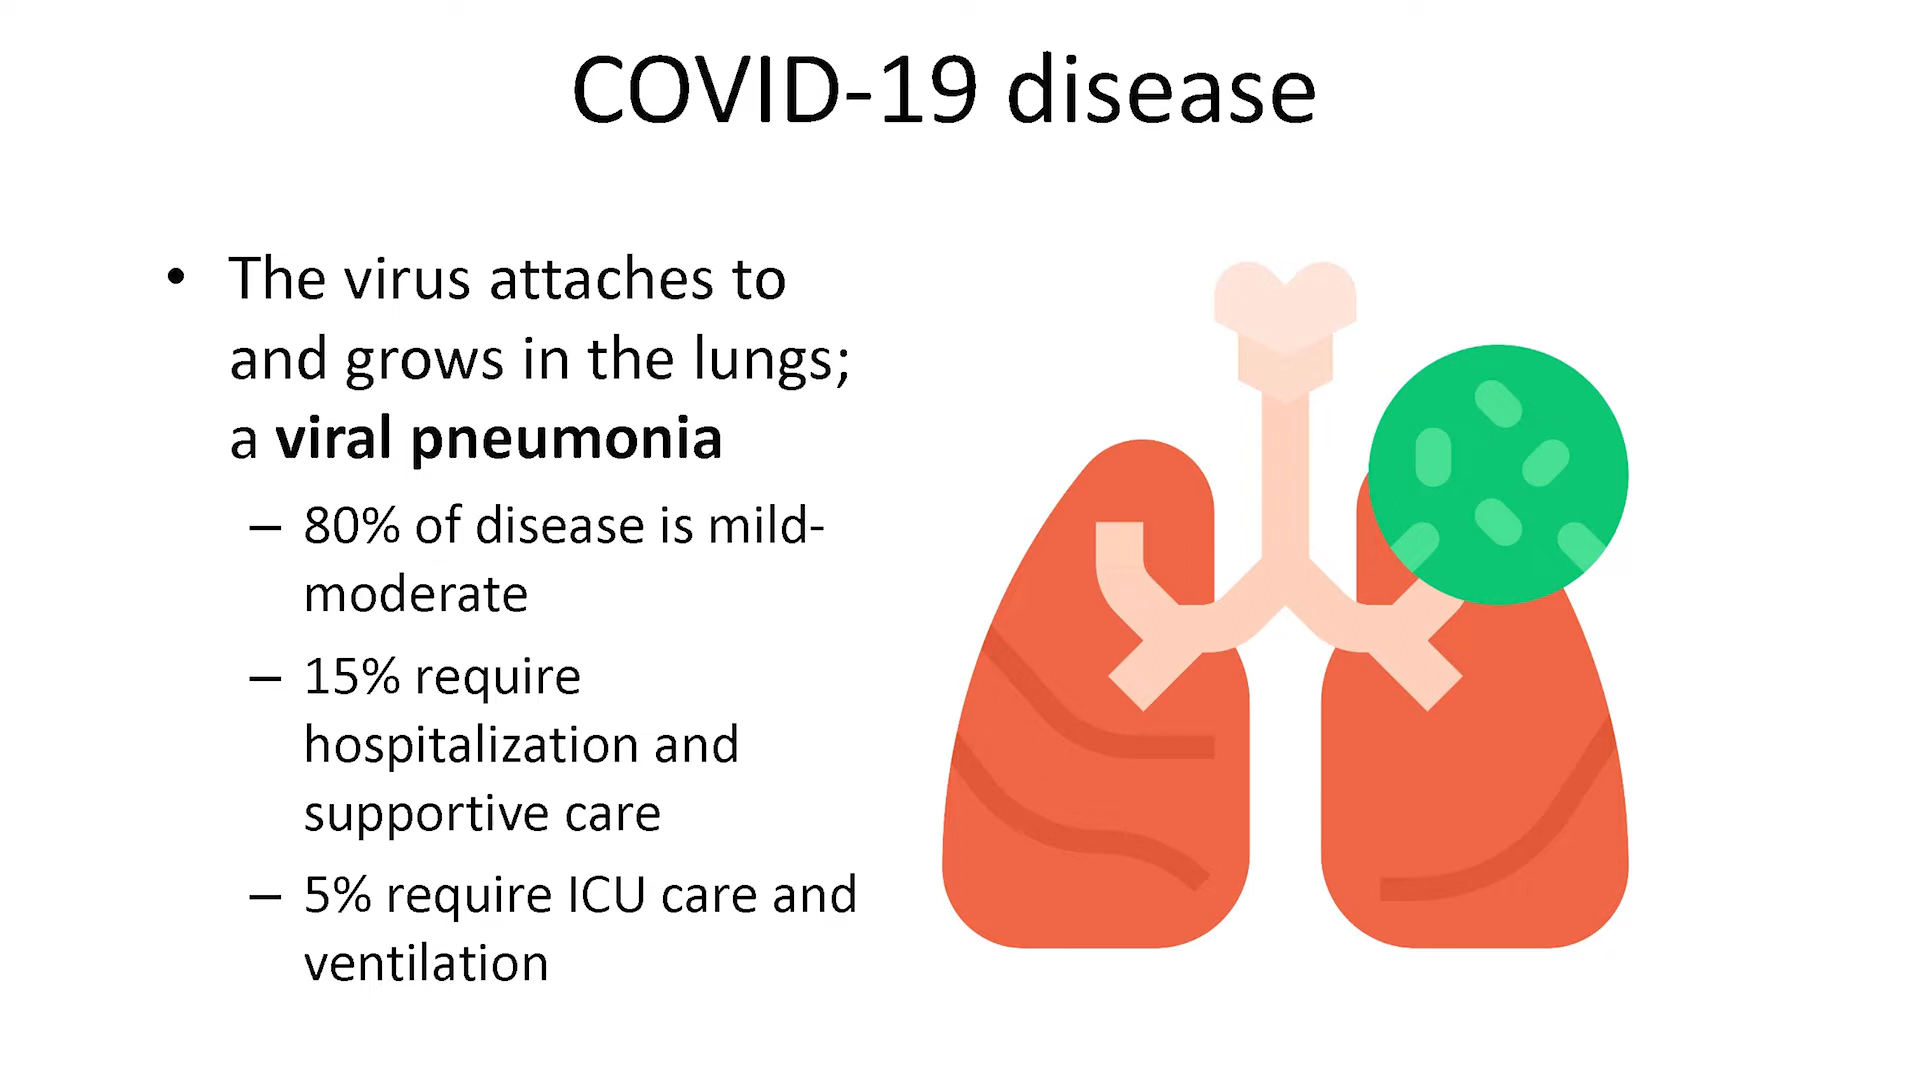 COVID-19 disease
• The virus attaches to
and grows in the lungs;
a viral pneumonia
– 80% of disease is mild-
moderate
– 15% require
hospitalization and
supportive care
– 5% require ICU care and
ventilation